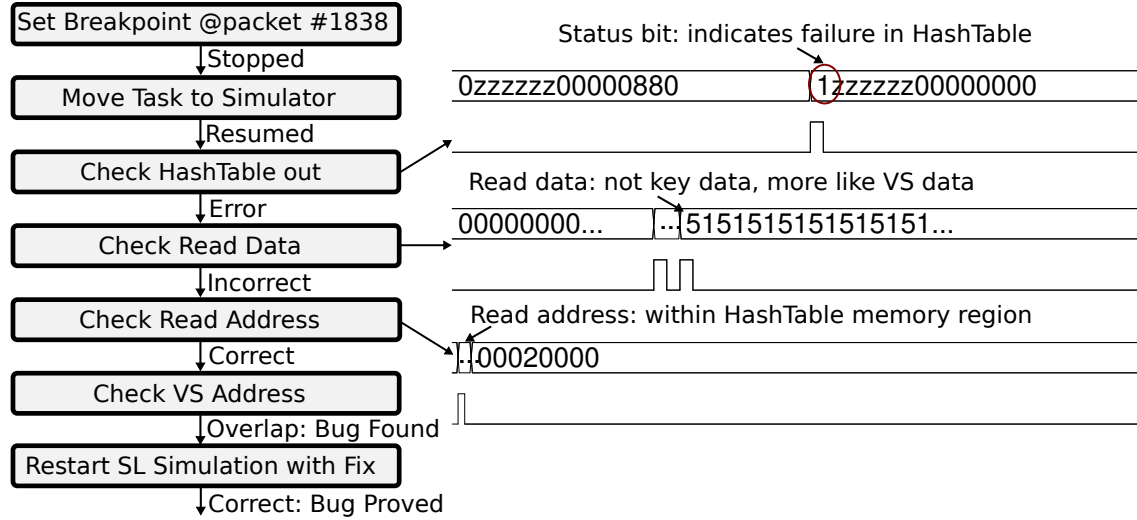 Set Breakpoint @packet #1838
Stopped
Move Task to Simulator
Resumed
Check HashTable out
Error
Check Read Data
Incorrect
Check Read Address
Correct
Check VS Address
Overlap: Bug Found
Restart SL Simulation with Fix
Correct: Bug Proved
Status bit: indicates failure in HashTable
0zzzzzz00000880
1zzzzzz00000000
Read data: not key data, more like VS data
00000000...
...
5151515151515151...
Read address: within HashTable memory region
...
00020000